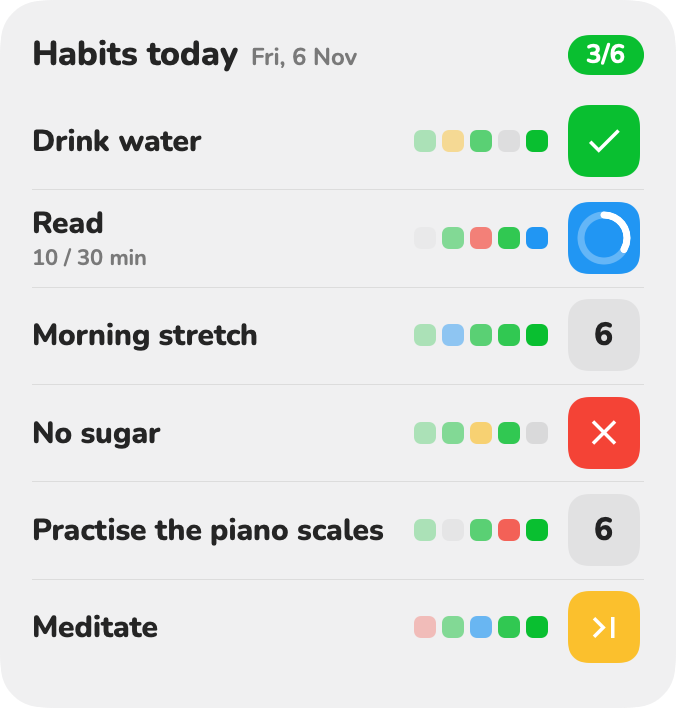 Habits today Fri, 6 Nov 3/6
Drink water
Read
10 / 30 min
Morning stretch 6
No sugar
Practise the piano scales 6
Meditate